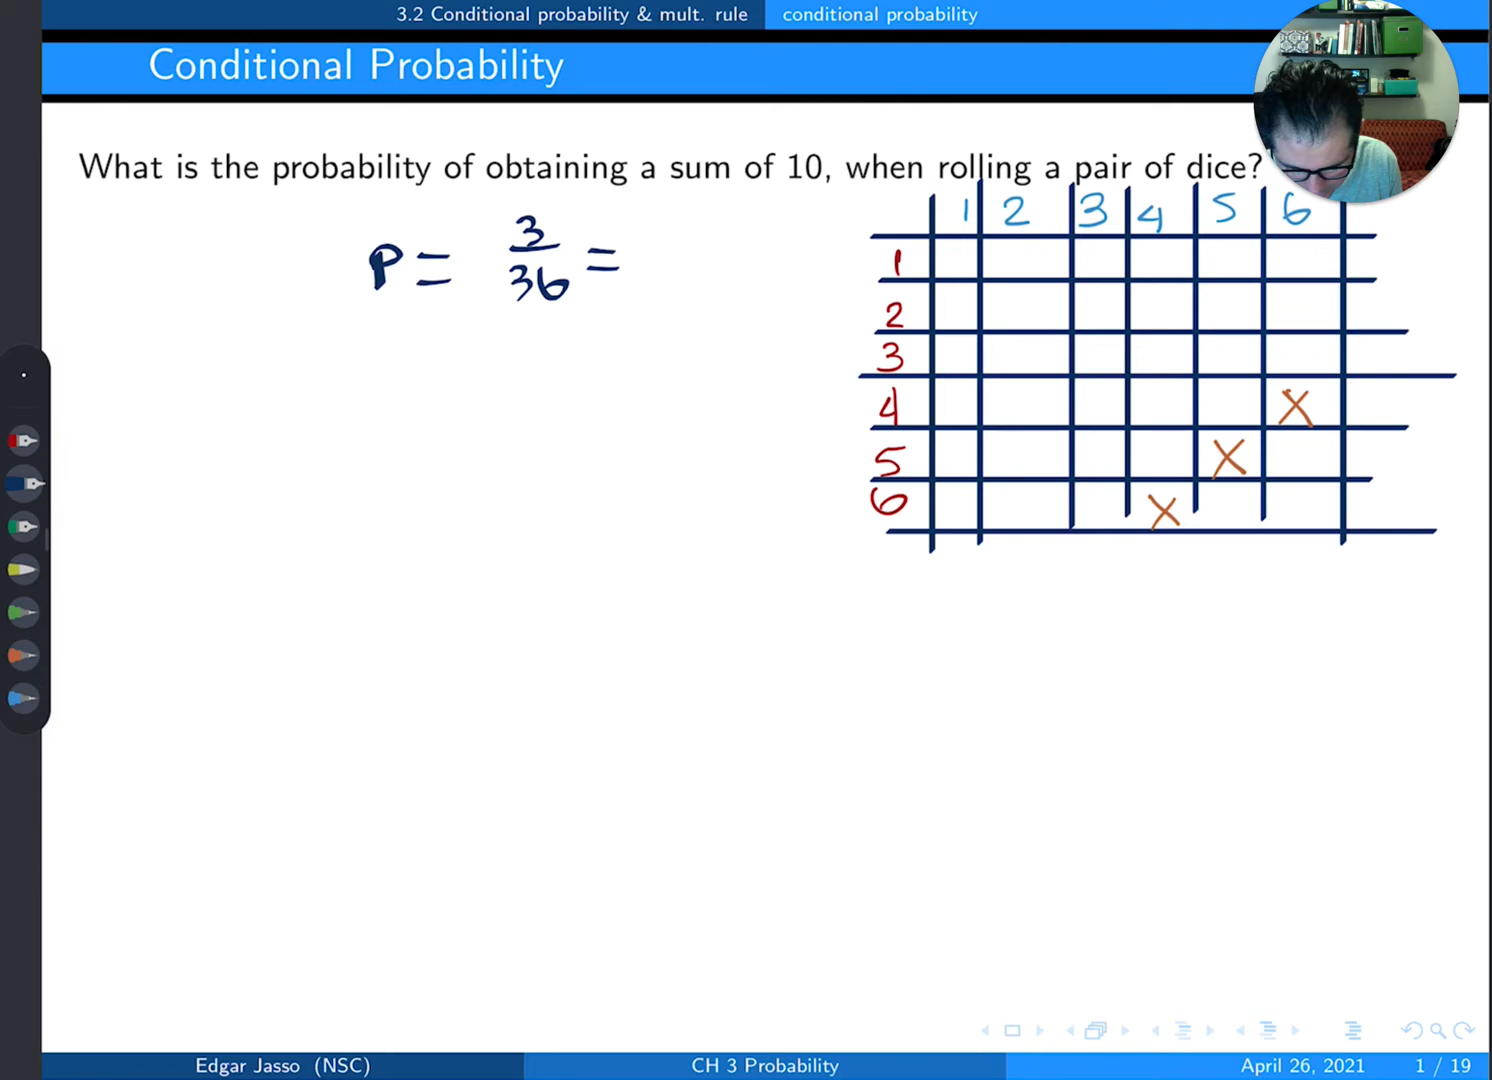 3.2 Conditional probability & mult. rule conditional probability
Conditional Probability
What is the probability of obtaining a sum of 10, when rolling a pair of dice?
P = 3/36 =
1 2 3 4 5 6
1
2
3
4 X
5 X
6 X
Edgar Jasso (NSC) CH 3 Probability April 26, 2021 1 / 19